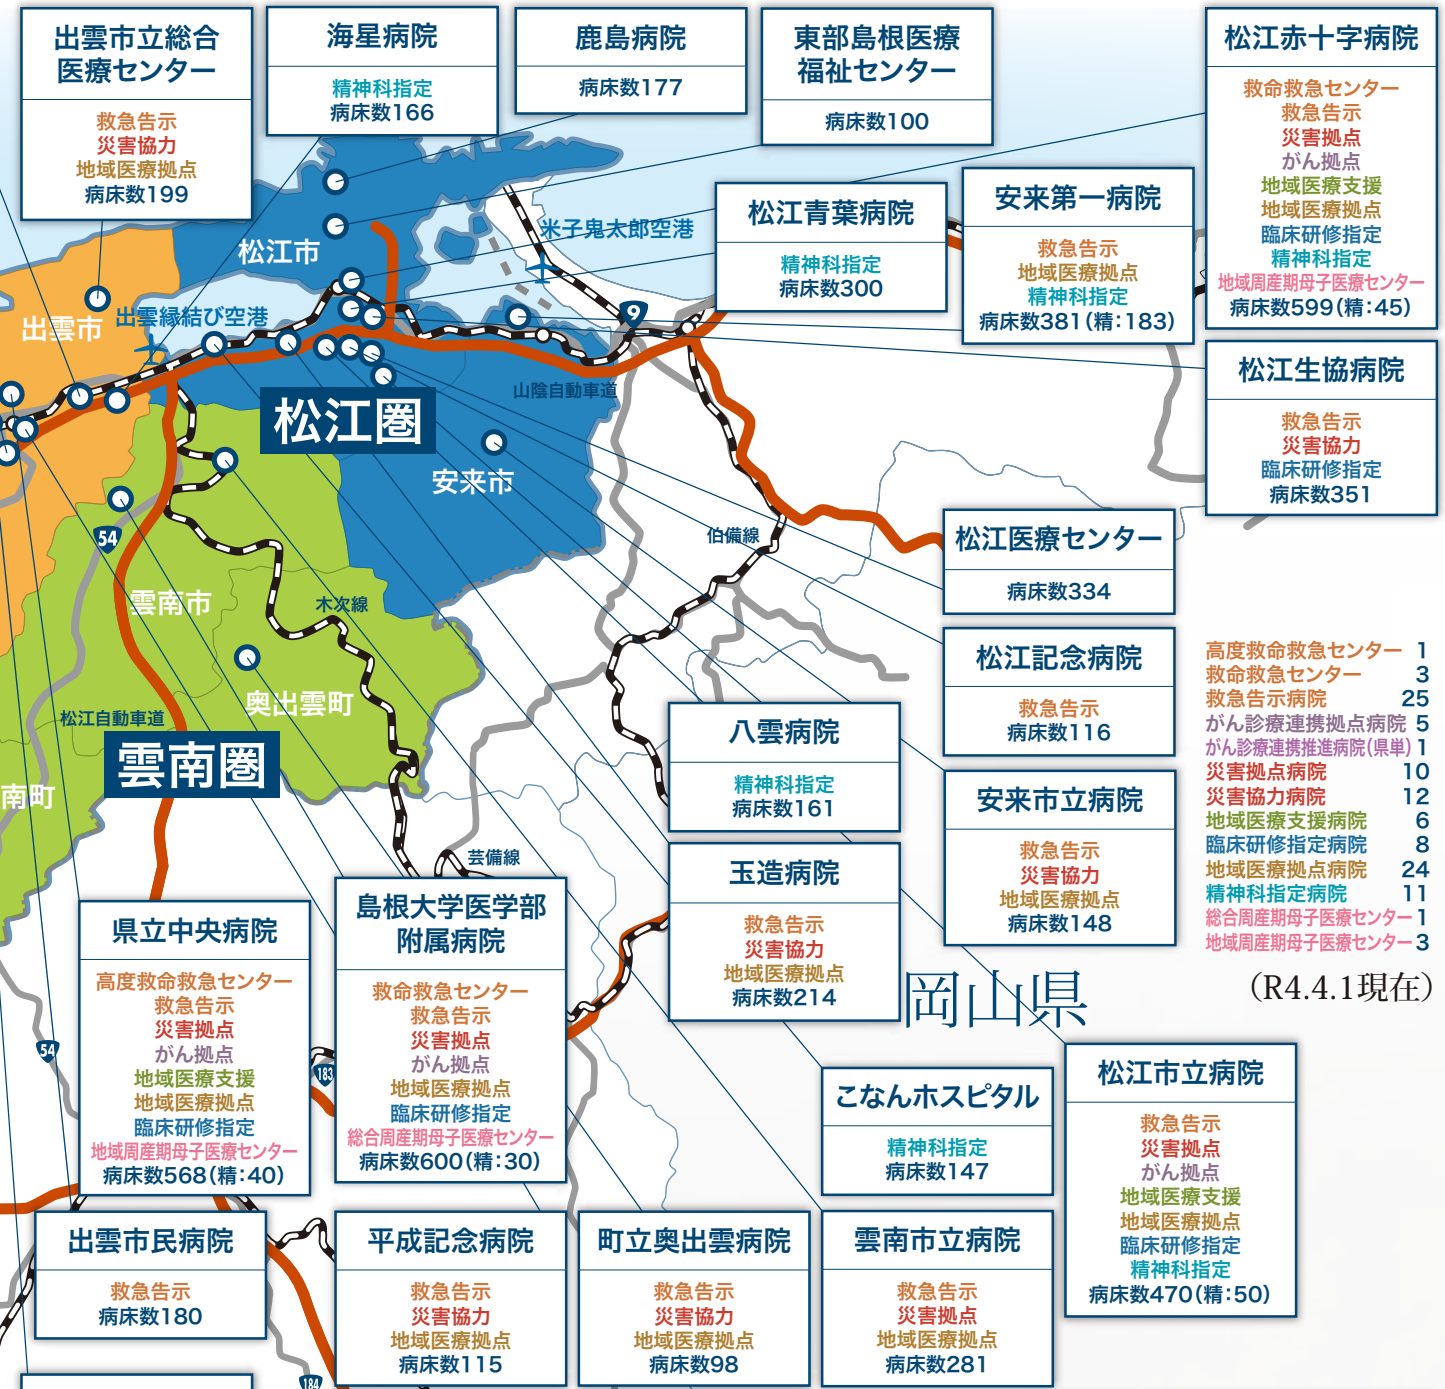 出雲市立総合
医療センター
救急告示
災害協力
地域医療拠点
病床数199
海星病院
精神科指定
病床数166
鹿島病院
病床数177
東部島根医療
福祉センター
病床数100
松江赤十字病院
救命救急センター
救急告示
災害拠点
がん拠点
地域医療支援
地域医療拠点
臨床研修指定
精神科指定
地域周産期母子医療センター
病床数599(精:45)
松江青葉病院
精神科指定
病床数300
安来第一病院
救急告示
地域医療拠点
精神科指定
病床数381(精:183)
松江生協病院
救急告示
災害協力
臨床研修指定
病床数351
米子鬼太郎空港
松江市
出雲縁結び空港
出雲市
9
山陰自動車道
松江圏
安来市
54
伯備線
雲南市
木次線
奥出雲町
松江自動車道
雲南圏
南町
芸備線
松江医療センター
病床数334
松江記念病院
救急告示
病床数116
八雲病院
精神科指定
病床数161
安来市立病院
救急告示
災害協力
地域医療拠点
病床数148
玉造病院
救急告示
災害協力
地域医療拠点
病床数214
高度救命救急センター 1
救命救急センター 3
救急告示病院 25
がん診療連携拠点病院 5
がん診療連携推進病院(県単) 1
災害拠点病院 10
災害協力病院 12
地域医療支援病院 6
臨床研修指定病院 8
地域医療拠点病院 24
精神科指定病院 11
総合周産期母子医療センター 1
地域周産期母子医療センター 3
(R4.4.1現在)
岡山県
県立中央病院
高度救命救急センター
救急告示
災害拠点
がん拠点
地域医療支援
地域医療拠点
臨床研修指定
地域周産期母子医療センター
病床数568(精:40)
島根大学医学部
附属病院
救命救急センター
救急告示
災害拠点
がん拠点
地域医療拠点
臨床研修指定
総合周産期母子医療センター
病床数600(精:30)
54
183
こなんホスピタル
精神科指定
病床数147
松江市立病院
救急告示
災害拠点
がん拠点
地域医療支援
地域医療拠点
臨床研修指定
精神科指定
病床数470(精:50)
出雲市民病院
救急告示
病床数180
平成記念病院
救急告示
災害協力
地域医療拠点
病床数115
町立奥出雲病院
救急告示
災害協力
地域医療拠点
病床数98
雲南市立病院
救急告示
災害拠点
地域医療拠点
病床数281
184